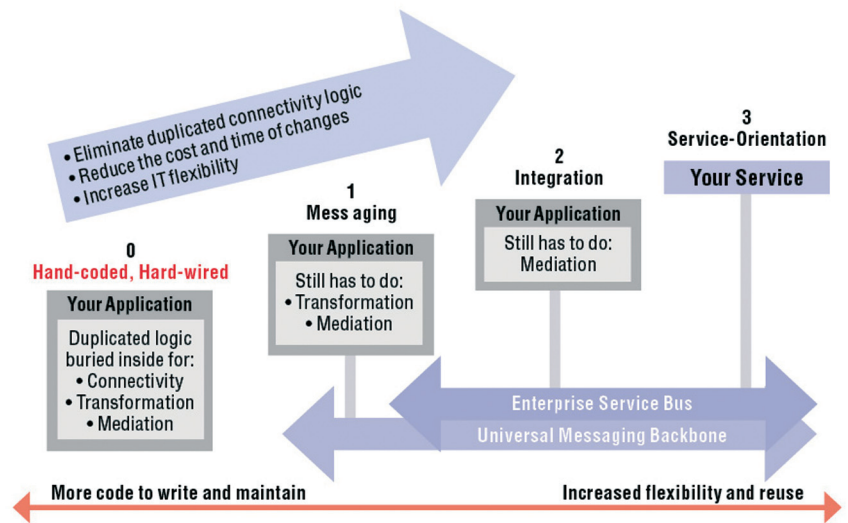 • Eliminate duplicated connectivity logic
• Reduce the cost and time of changes
• Increase IT flexibility
0
Hand-coded, Hard-wired
Your Application
Duplicated logic
buried inside for:
• Connectivity
• Transformation
• Mediation
1
Mess aging
Your Application
Still has to do:
• Transformation
• Mediation
2
Integration
Your Application
Still has to do:
Mediation
3
Service-Orientation
Your Service
Enterprise Service Bus
Universal Messaging Backbone
More code to write and maintain
Increased flexibility and reuse